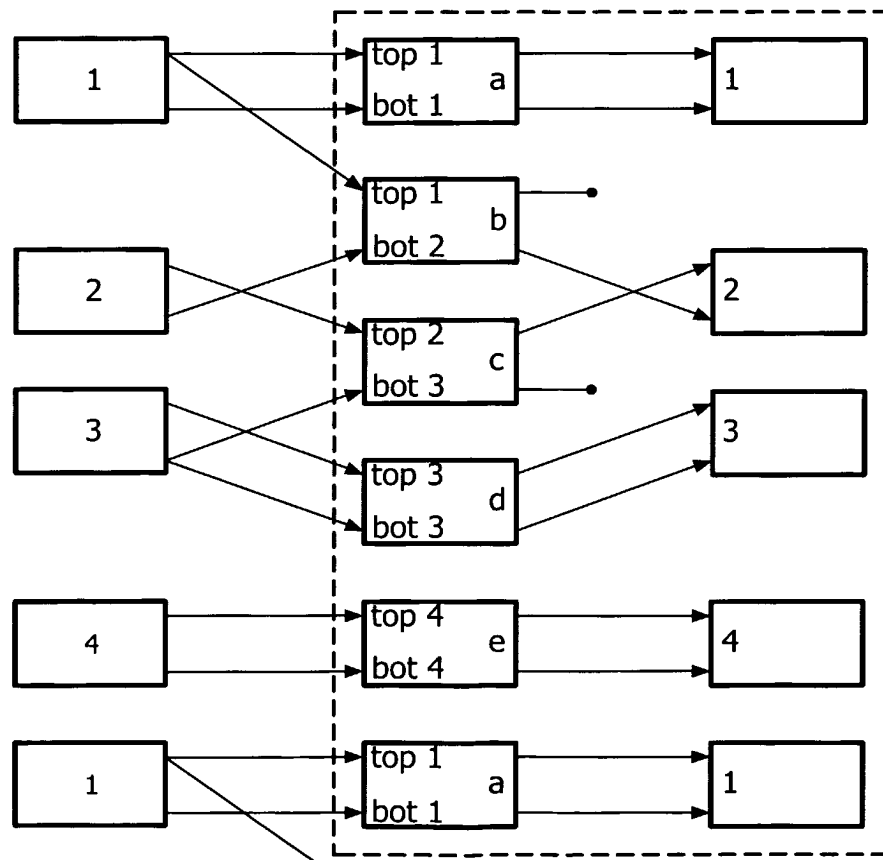 1 top 1 a 1
bot 1
top 1 b
bot 2
2 2
top 2 c
bot 3
3 3
top 3 d
bot 3
4 top 4 e 4
bot 4
1 top 1 a 1
bot 1